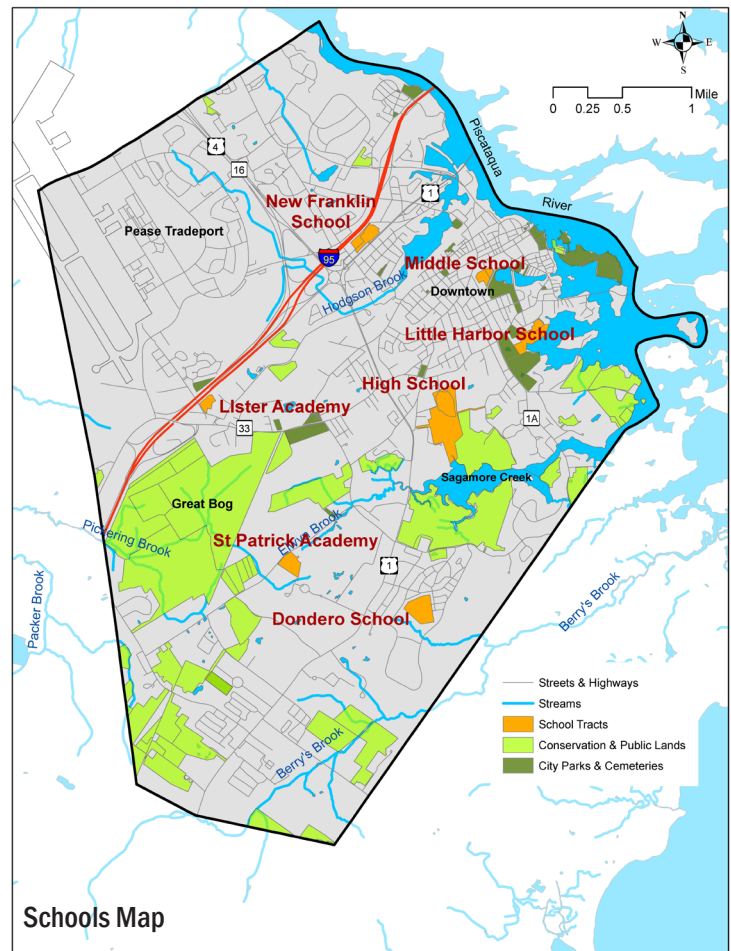 N
W E
S
Mile
0 0.25 0.5 1
4
16
Piscataqua
River
1
New Franklin
School
Pease Tradeport
95
Middle School
Hodgson Brook
Downtown
Little Harbor School
High School
LIster Academy
33
1A
Sagamore Creek
Great Bog
Pickering Brook
Elwyn Brook
St Patrick Academy
1
Packer Brook
Berry's Brook
Dondero School
Streets & Highways
Streams
School Tracts
Conservation & Public Lands
City Parks & Cemeteries
Berry's Brook
Schools Map